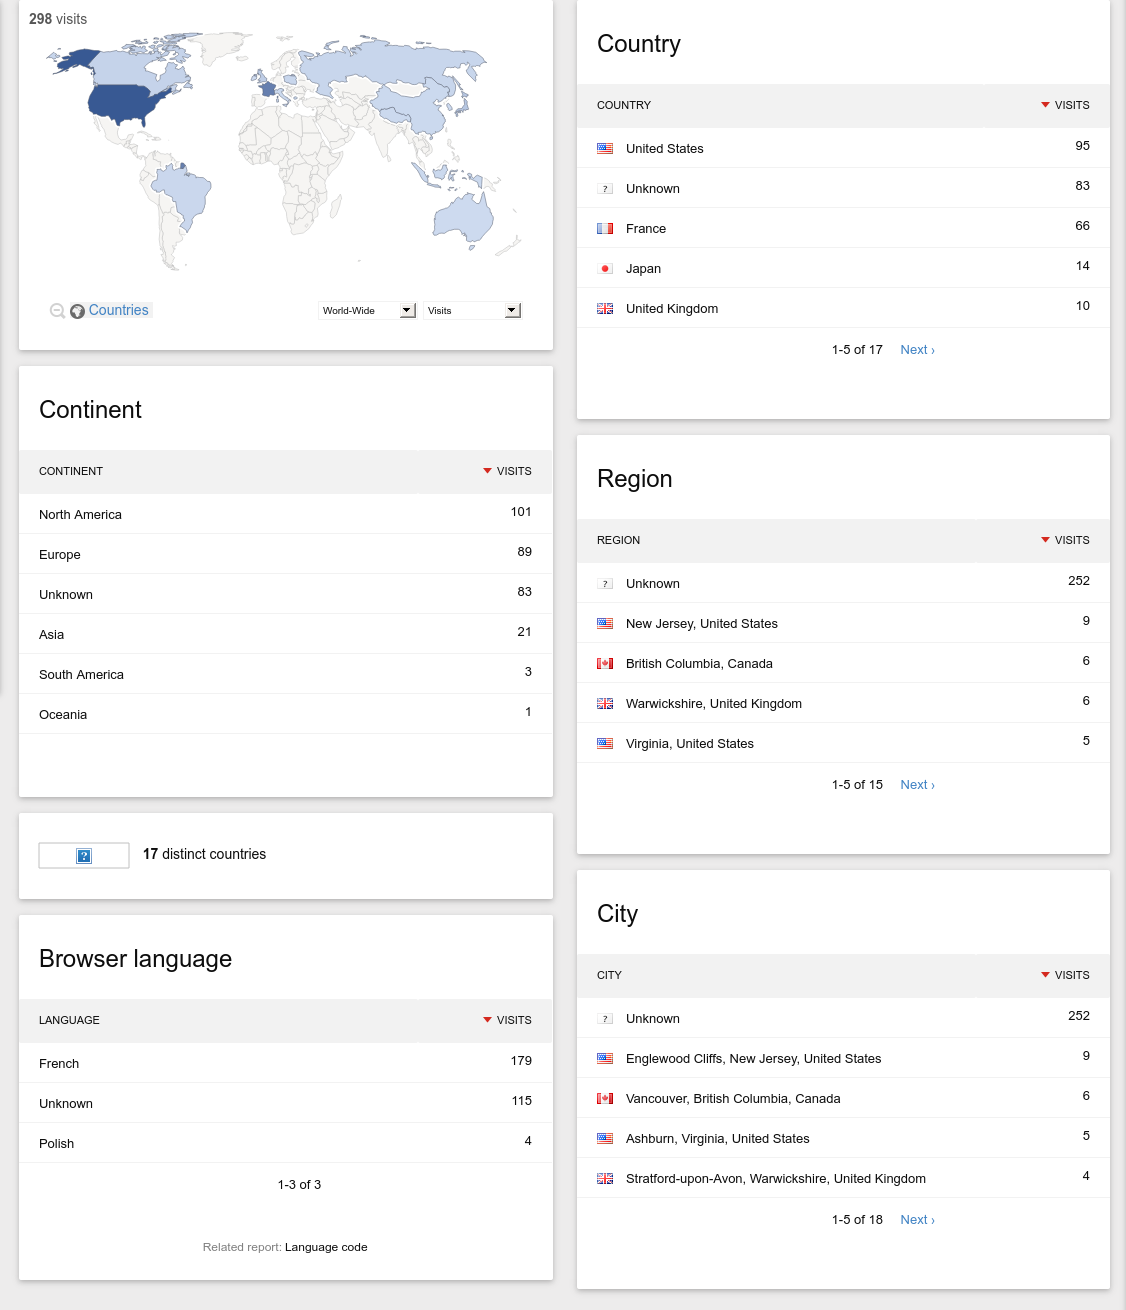 298 visits
Countries
World-Wide
Visits
Continent
CONTINENT VISITS
North America 101
Europe 89
Unknown 83
Asia 21
South America 3
Oceania 1
17 distinct countries
Browser language
LANGUAGE VISITS
French 179
Unknown 115
Polish 4
1-3 of 3
Related report: Language code
Country
COUNTRY VISITS
United States 95
? Unknown 83
France 66
Japan 14
United Kingdom 10
1-5 of 17 Next ›
Region
REGION VISITS
? Unknown 252
New Jersey, United States 9
British Columbia, Canada 6
Warwickshire, United Kingdom 6
Virginia, United States 5
1-5 of 15 Next ›
City
CITY VISITS
? Unknown 252
Englewood Cliffs, New Jersey, United States 9
Vancouver, British Columbia, Canada 6
Ashburn, Virginia, United States 5
Stratford-upon-Avon, Warwickshire, United Kingdom 4
1-5 of 18 Next ›